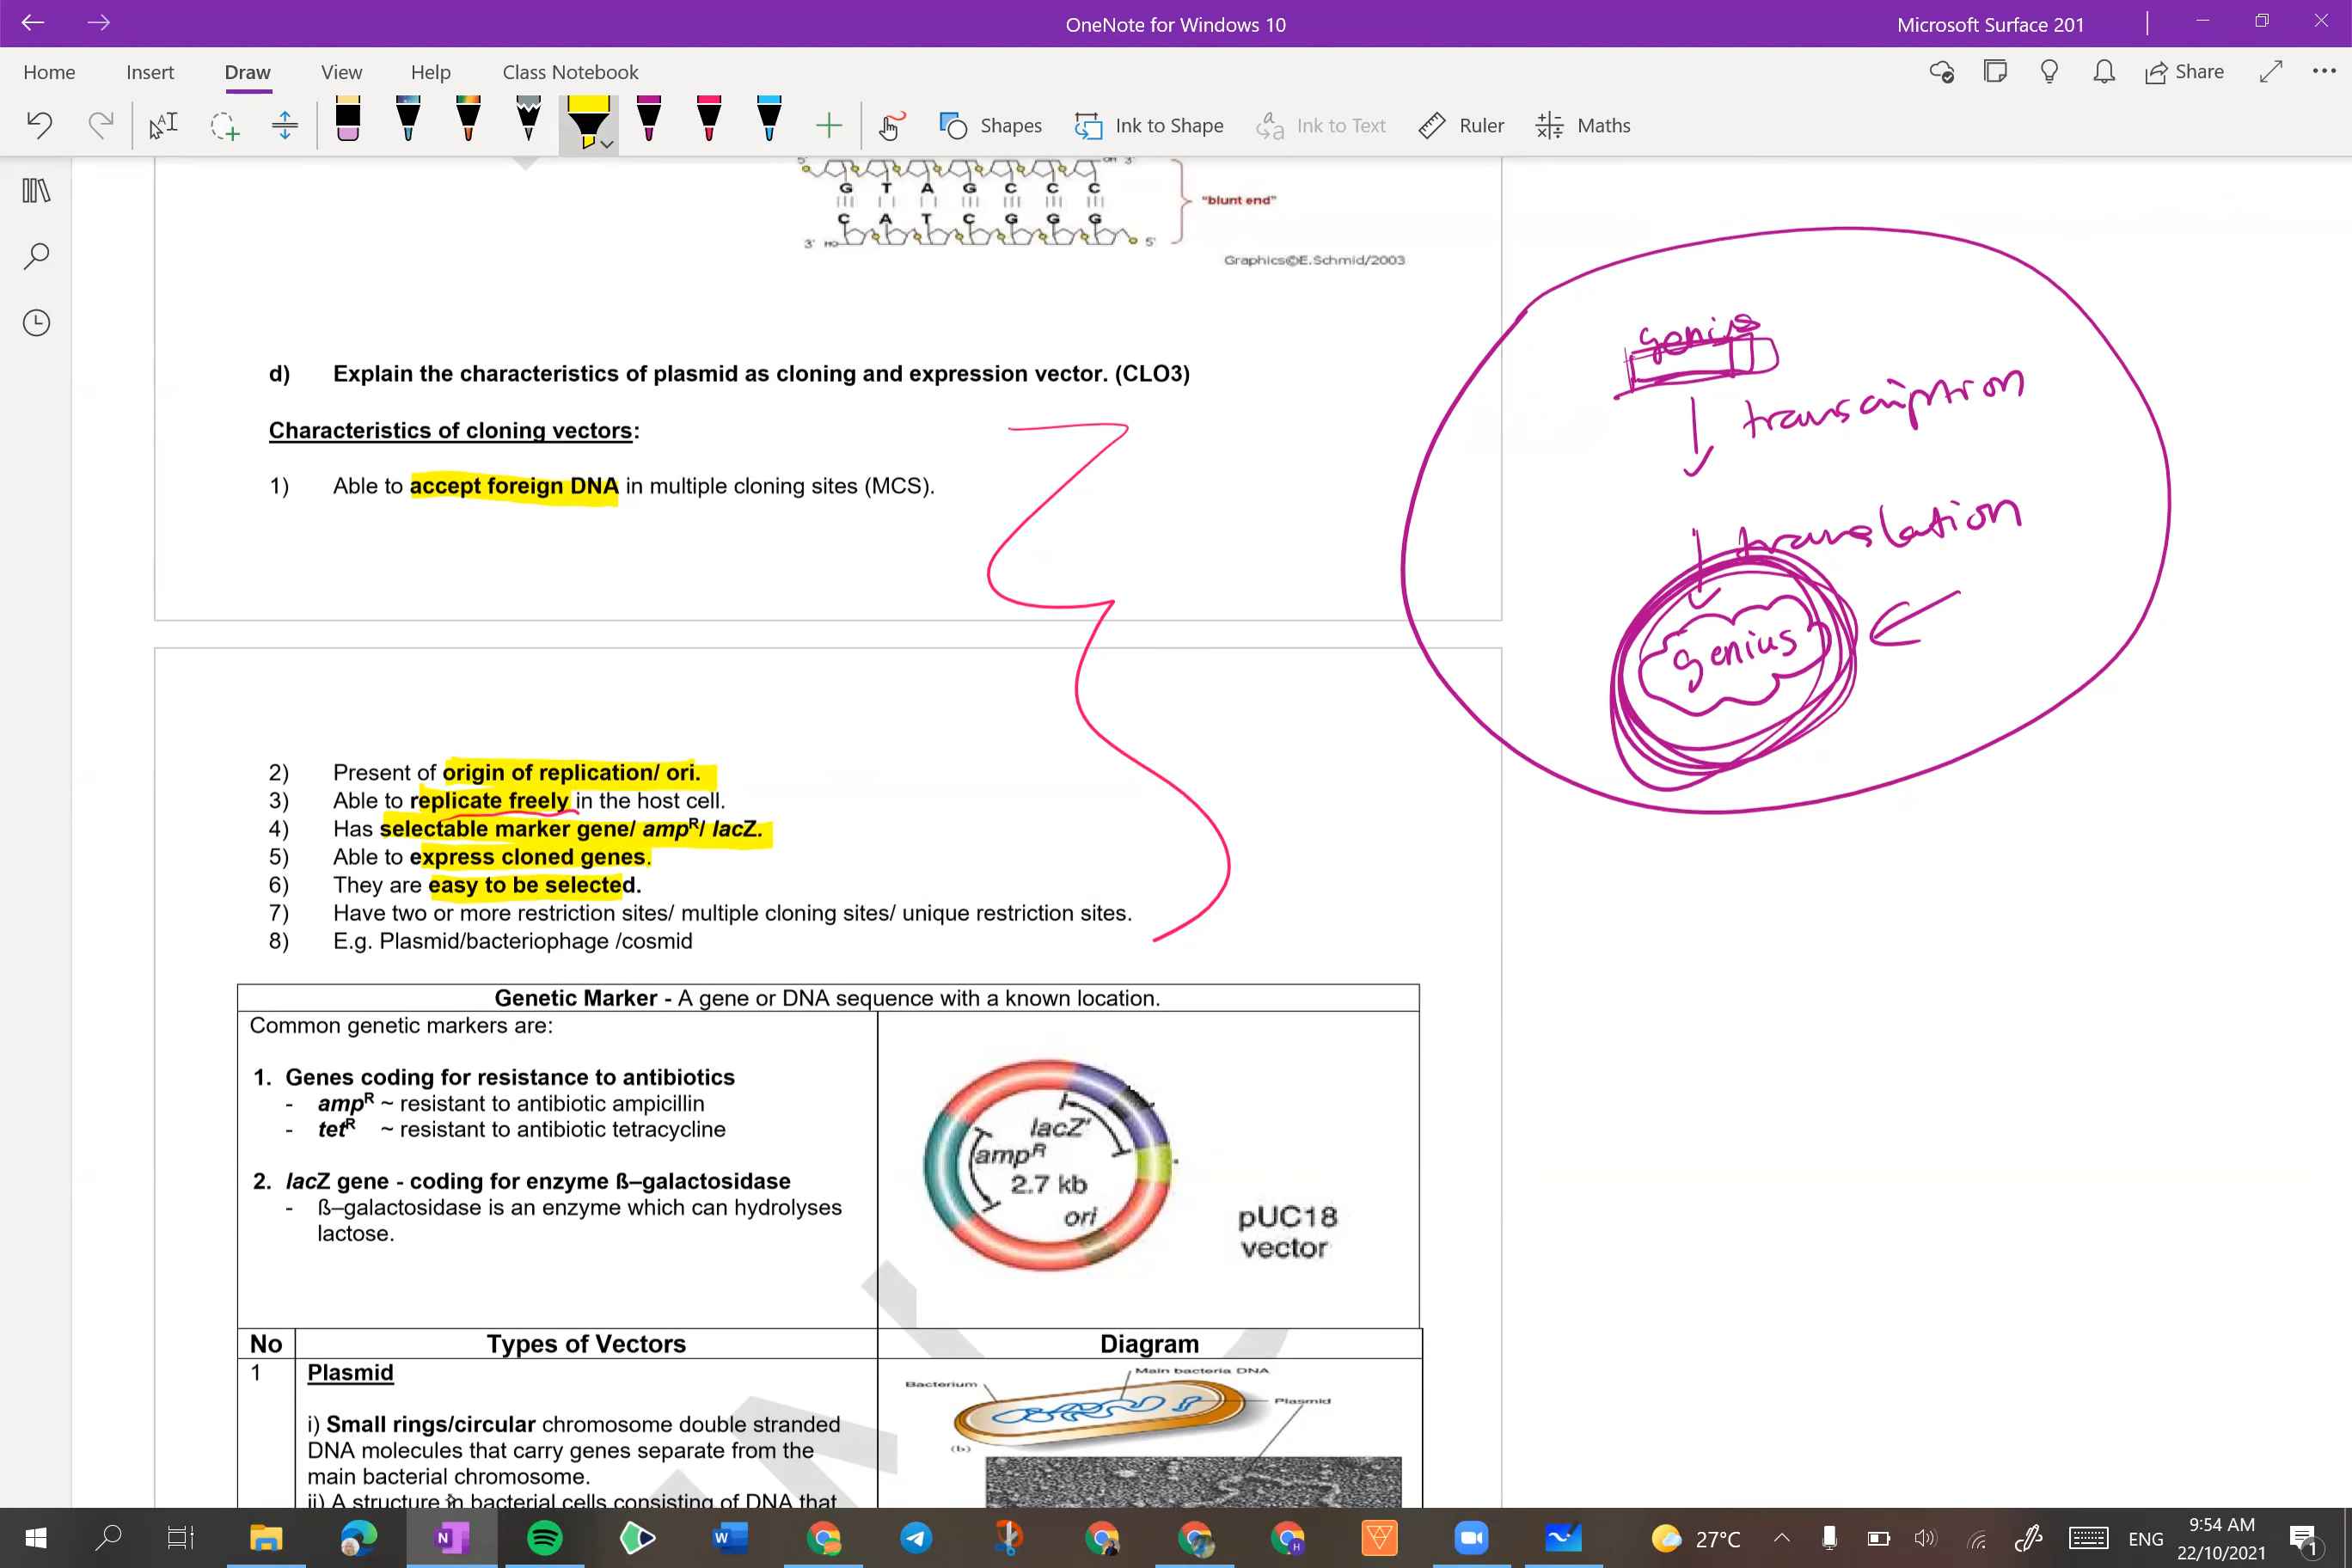 OneNote for Windows 10
Microsoft Surface 201
Home Insert Draw View Help Class Notebook
Share
Shapes Ink to Shape Ink to Text Ruler Maths
5' OH 3'
G T A G C C C
C A T C G G G
3' HO 5'
"blunt end"
Graphics©E.Schmid/2003
d) Explain the characteristics of plasmid as cloning and expression vector. (CLO3)
Characteristics of cloning vectors:
1) Able to accept foreign DNA in multiple cloning sites (MCS).
genius
transcription
translation
genius
2) Present of origin of replication/ ori.
3) Able to replicate freely in the host cell.
4) Has selectable marker gene/ ampR/ lacZ.
5) Able to express cloned genes.
6) They are easy to be selected.
7) Have two or more restriction sites/ multiple cloning sites/ unique restriction sites.
8) E.g. Plasmid/bacteriophage /cosmid
Genetic Marker - A gene or DNA sequence with a known location.
Common genetic markers are:
1. Genes coding for resistance to antibiotics
- ampR ~ resistant to antibiotic ampicillin
- tetR ~ resistant to antibiotic tetracycline
2. lacZ gene - coding for enzyme ß–galactosidase
- ß–galactosidase is an enzyme which can hydrolyses
lactose.
lacZ'
ampR
2.7 kb
ori
pUC18
vector
No Types of Vectors Diagram
1 Plasmid
i) Small rings/circular chromosome double stranded
DNA molecules that carry genes separate from the
main bacterial chromosome.
ii) A structure in bacterial cells consisting of DNA that
Main bacteria DNA
Bacterium
Plasmid
(b)
27°C
ENG
9:54 AM
22/10/2021
1